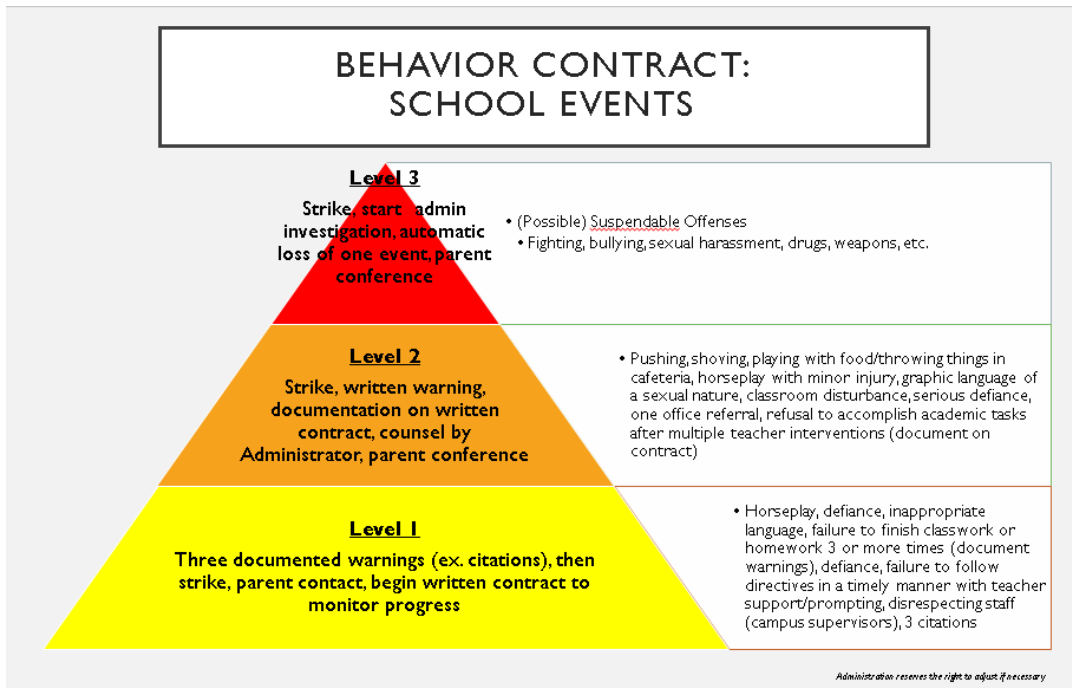 BEHAVIOR CONTRACT:
SCHOOL EVENTS
Level 3
Strike, start admin
investigation, automatic
loss of one event, parent
conference
• (Possible) Suspendable Offenses
• Fighting, bullying, sexual harassment, drugs, weapons, etc.
Level 2
Strike, written warning,
documentation on written
contract, counsel by
Administrator, parent conference
• Pushing, shoving, playing with food/throwing things in
cafeteria, horseplay with minor injury, graphic language of
a sexual nature, classroom disturbance, serious defiance,
one office referral, refusal to accomplish academic tasks
after multiple teacher interventions (document on
contract)
Level 1
Three documented warnings (ex. citations), then
strike, parent contact, begin written contract to
monitor progress
• Horseplay, defiance, inappropriate
language, failure to finish classwork or
homework 3 or more times (document
warnings), defiance, failure to follow
directives in a timely manner with teacher
support/prompting, disrespecting staff
(campus supervisors), 3 citations
Administration reserves the right to adjust if necessary